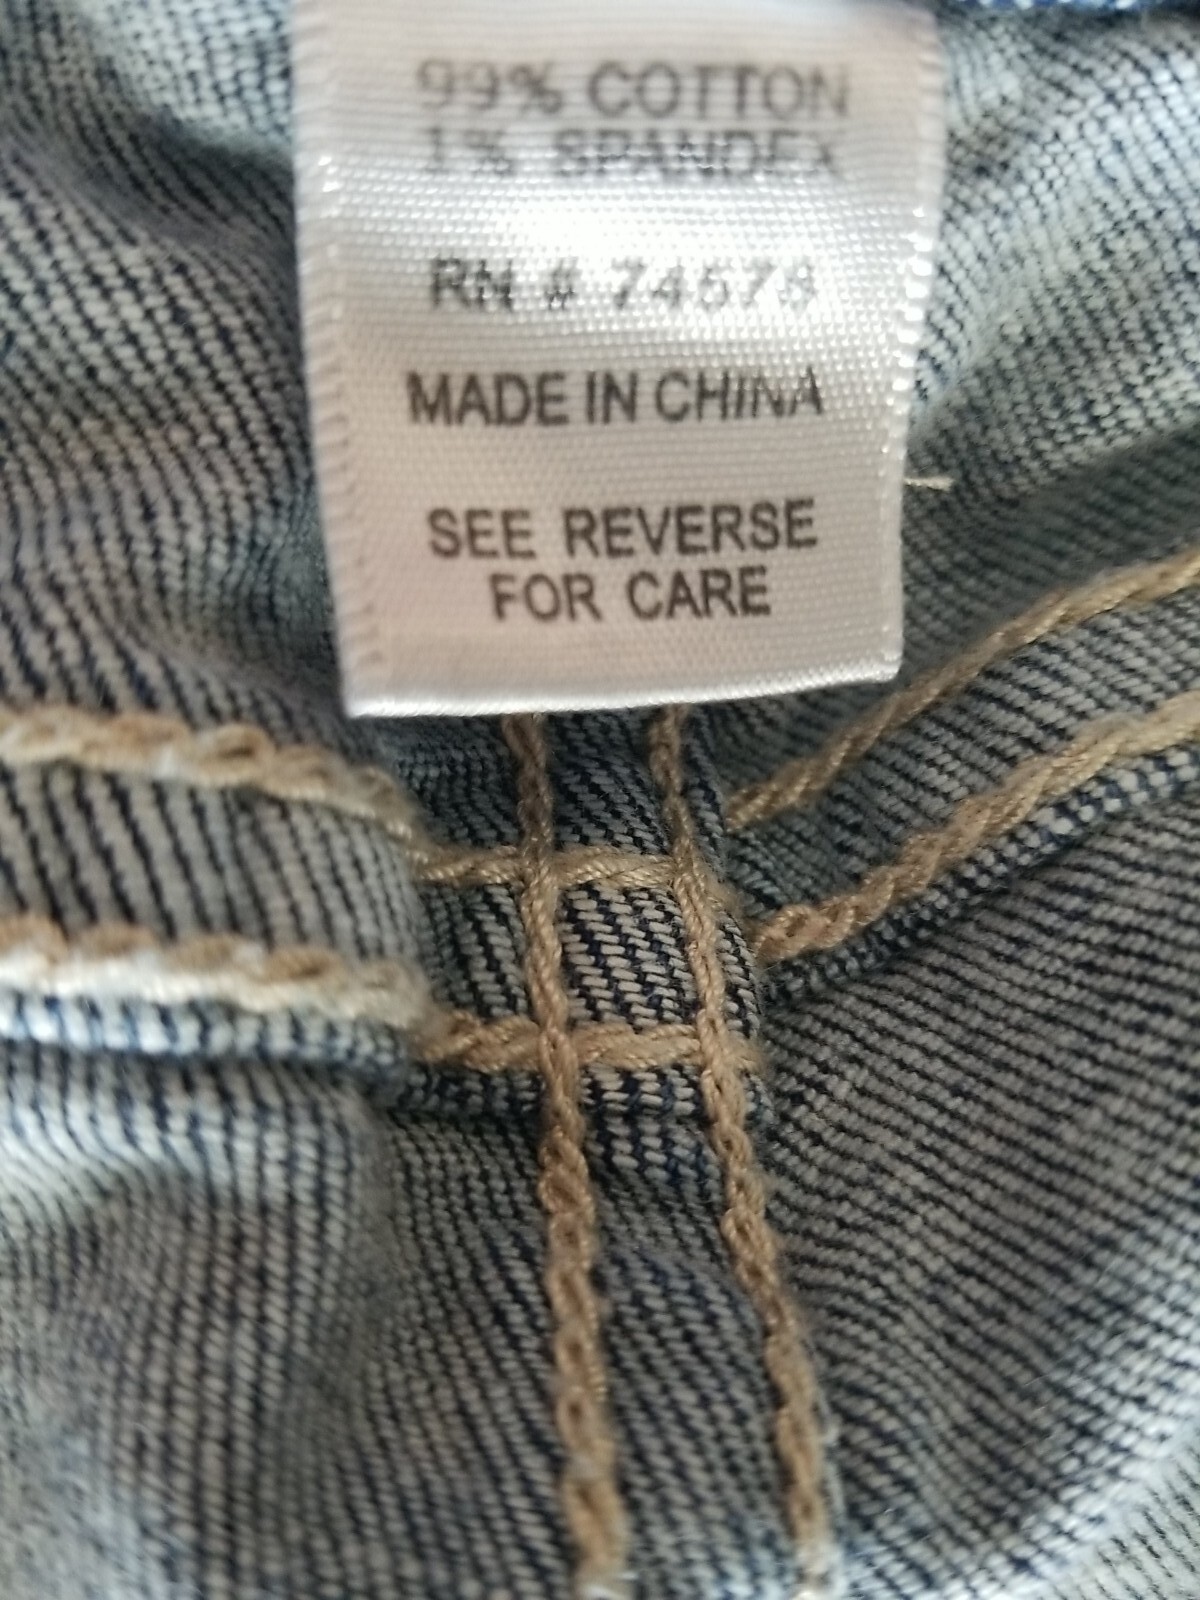 99% COTTON
1% SPANDEX
RN # 74578
MADE IN CHINA
SEE REVERSE
FOR CARE